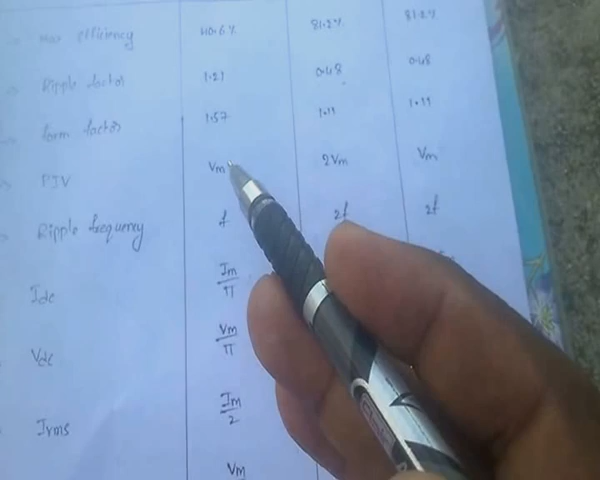 Max efficiency 40.6% 81.2% 81.2%
Ripple factor 1.21 0.48 0.48
form factor 1.57 1.11 1.11
PIV Vm 2Vm Vm
Ripple frequency f 2f 2f
Idc Im/π
Vdc Vm/π
Irms Im/2
Vm